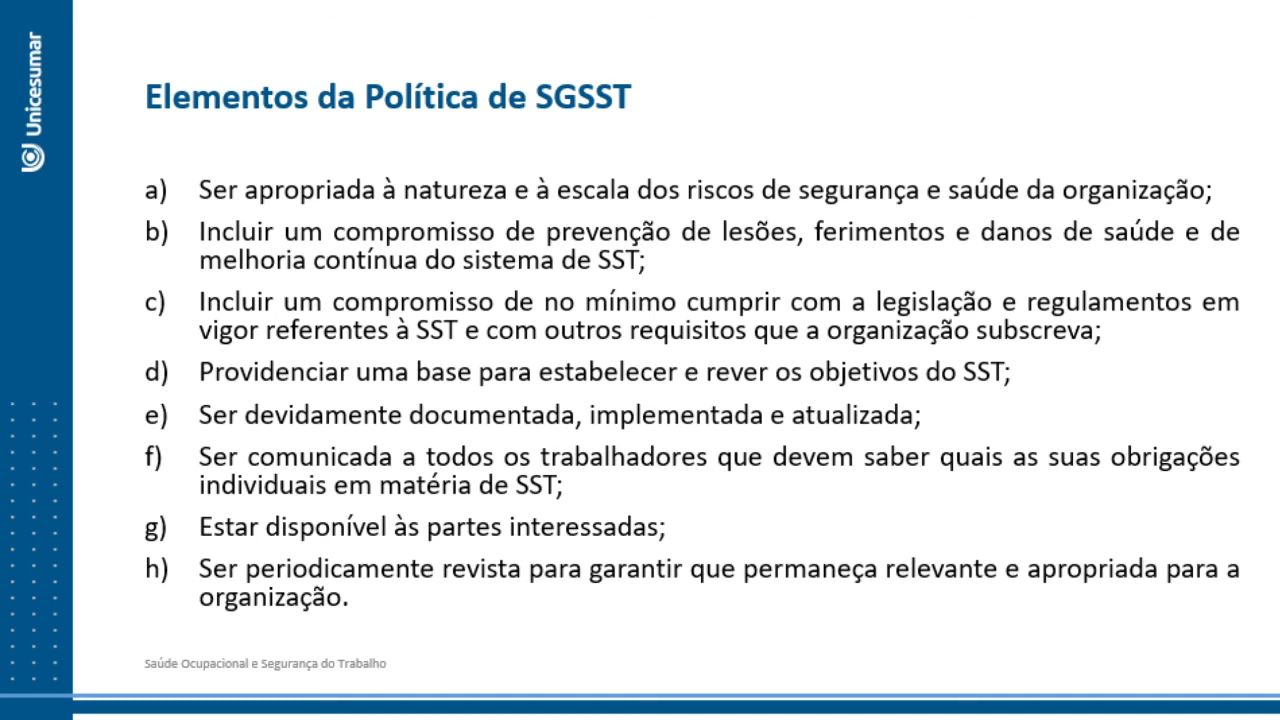 Unicesumar
Elementos da Política de SGSST
a) Ser apropriada à natureza e à escala dos riscos de segurança e saúde da organização;
b) Incluir um compromisso de prevenção de lesões, ferimentos e danos de saúde e de
melhoria contínua do sistema de SST;
c) Incluir um compromisso de no mínimo cumprir com a legislação e regulamentos em
vigor referentes à SST e com outros requisitos que a organização subscreva;
d) Providenciar uma base para estabelecer e rever os objetivos do SST;
e) Ser devidamente documentada, implementada e atualizada;
f) Ser comunicada a todos os trabalhadores que devem saber quais as suas obrigações
individuais em matéria de SST;
g) Estar disponível às partes interessadas;
h) Ser periodicamente revista para garantir que permaneça relevante e apropriada para a
organização.
Saúde Ocupacional e Segurança do Trabalho